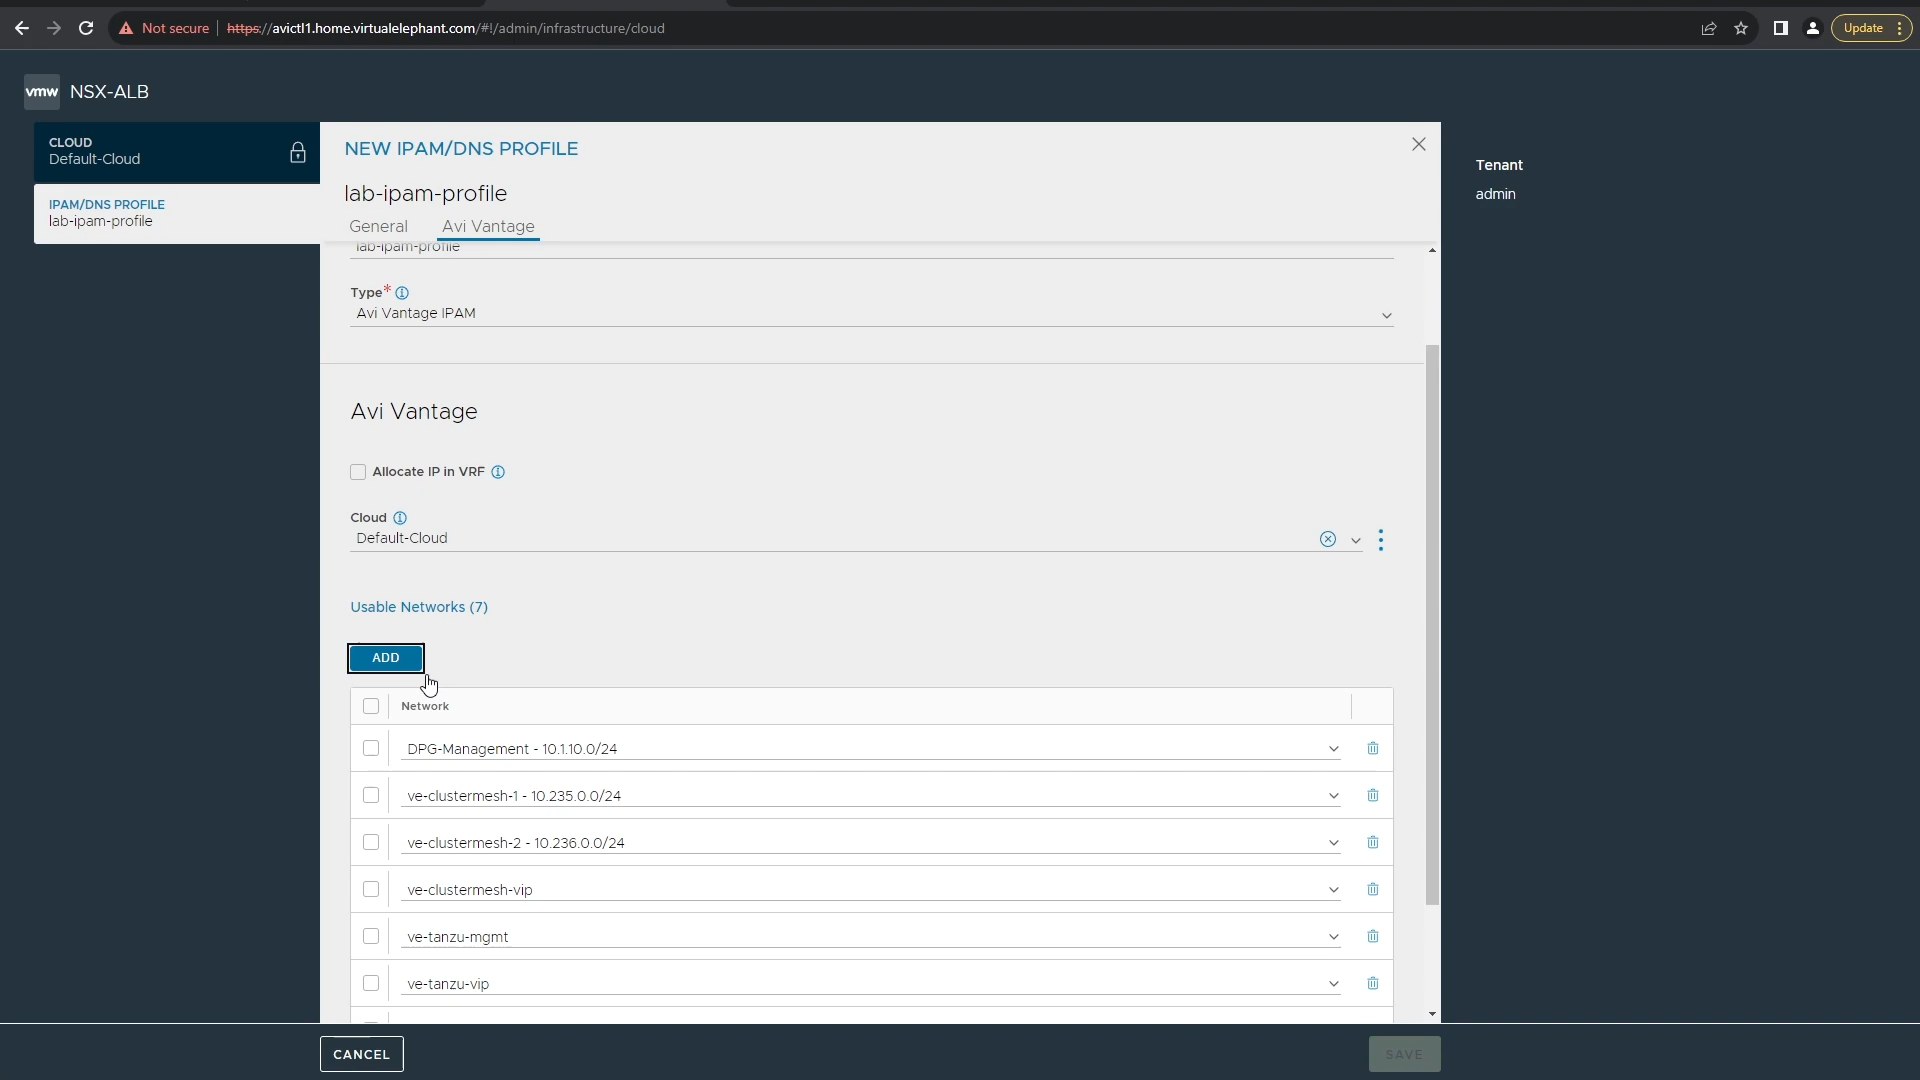 Not secure
https://avictl1.home.virtualelephant.com/#!/admin/infrastructure/cloud
Update
vmw NSX-ALB
CLOUD
Default-Cloud
IPAM/DNS PROFILE
lab-ipam-profile
NEW IPAM/DNS PROFILE
lab-ipam-profile
General Avi Vantage
lab-ipam-profile
Type*
Avi Vantage IPAM
Avi Vantage
Allocate IP in VRF
Cloud
Default-Cloud
Usable Networks (7)
ADD
Network
DPG-Management - 10.1.10.0/24
ve-clustermesh-1 - 10.235.0.0/24
ve-clustermesh-2 - 10.236.0.0/24
ve-clustermesh-vip
ve-tanzu-mgmt
ve-tanzu-vip
Tenant
admin
CANCEL
SAVE